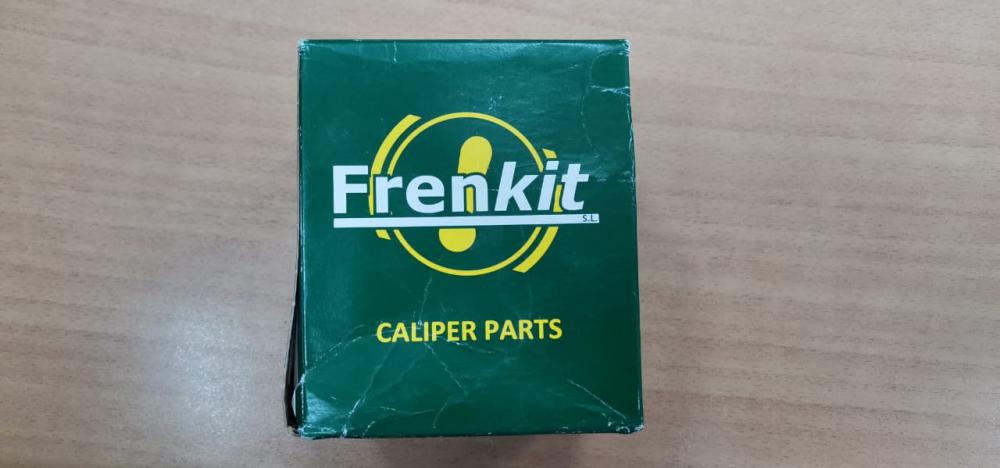 Frenkit
S.L.
CALIPER PARTS